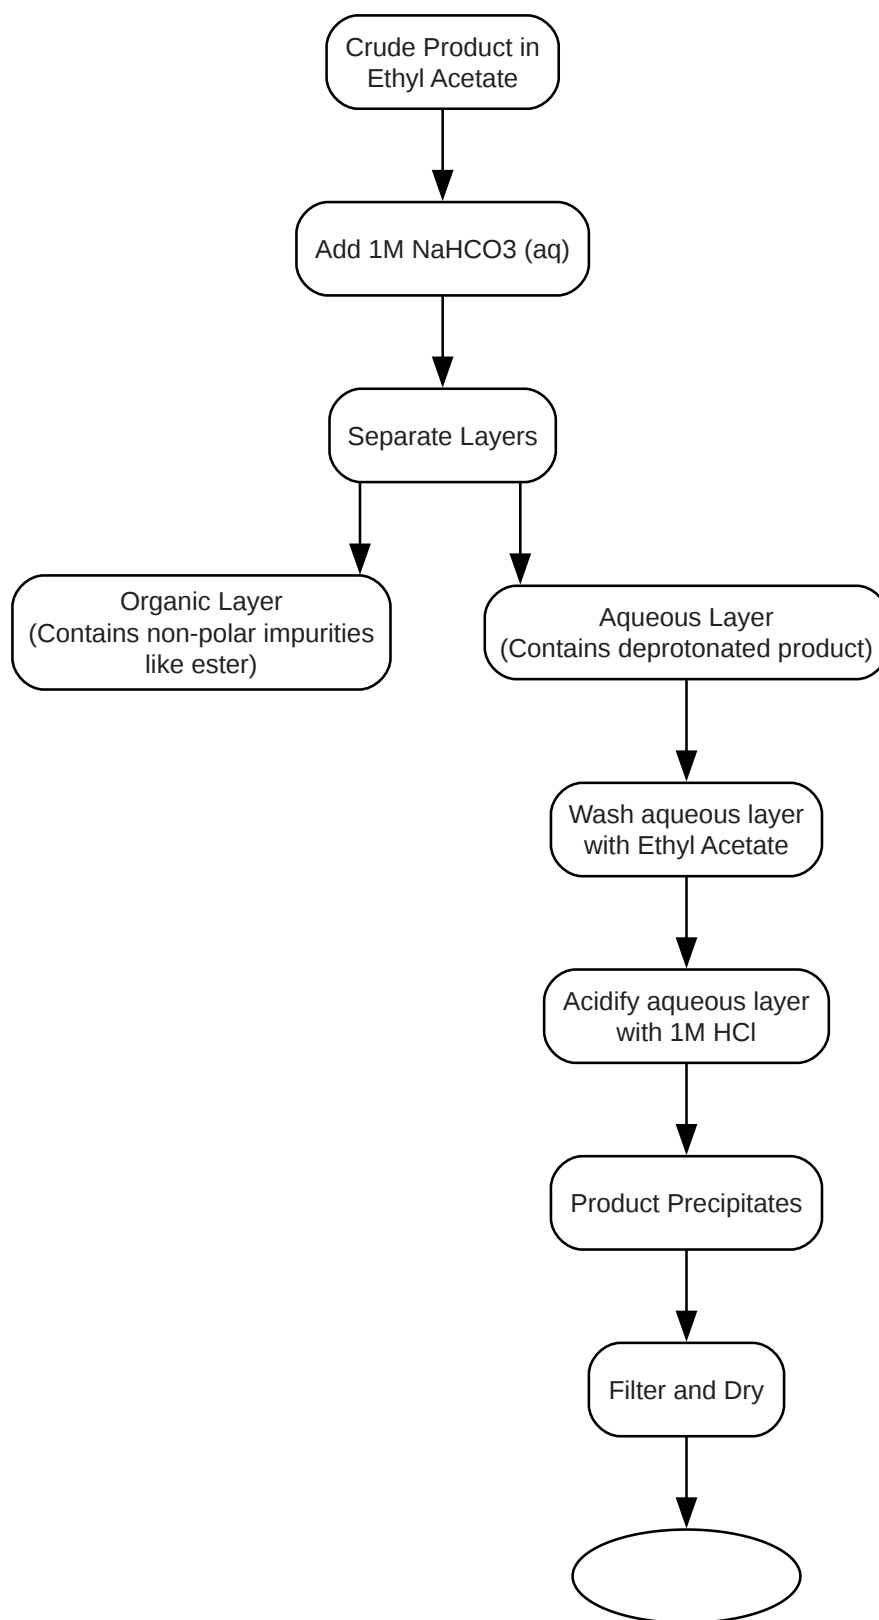 Crude Product in
Ethyl Acetate
Add 1M NaHCO3 (aq)
Separate Layers
Organic Layer
(Contains non-polar impurities
like ester)
Aqueous Layer
(Contains deprotonated product)
Wash aqueous layer
with Ethyl Acetate
Acidify aqueous layer
with 1M HCl
Product Precipitates
Filter and Dry